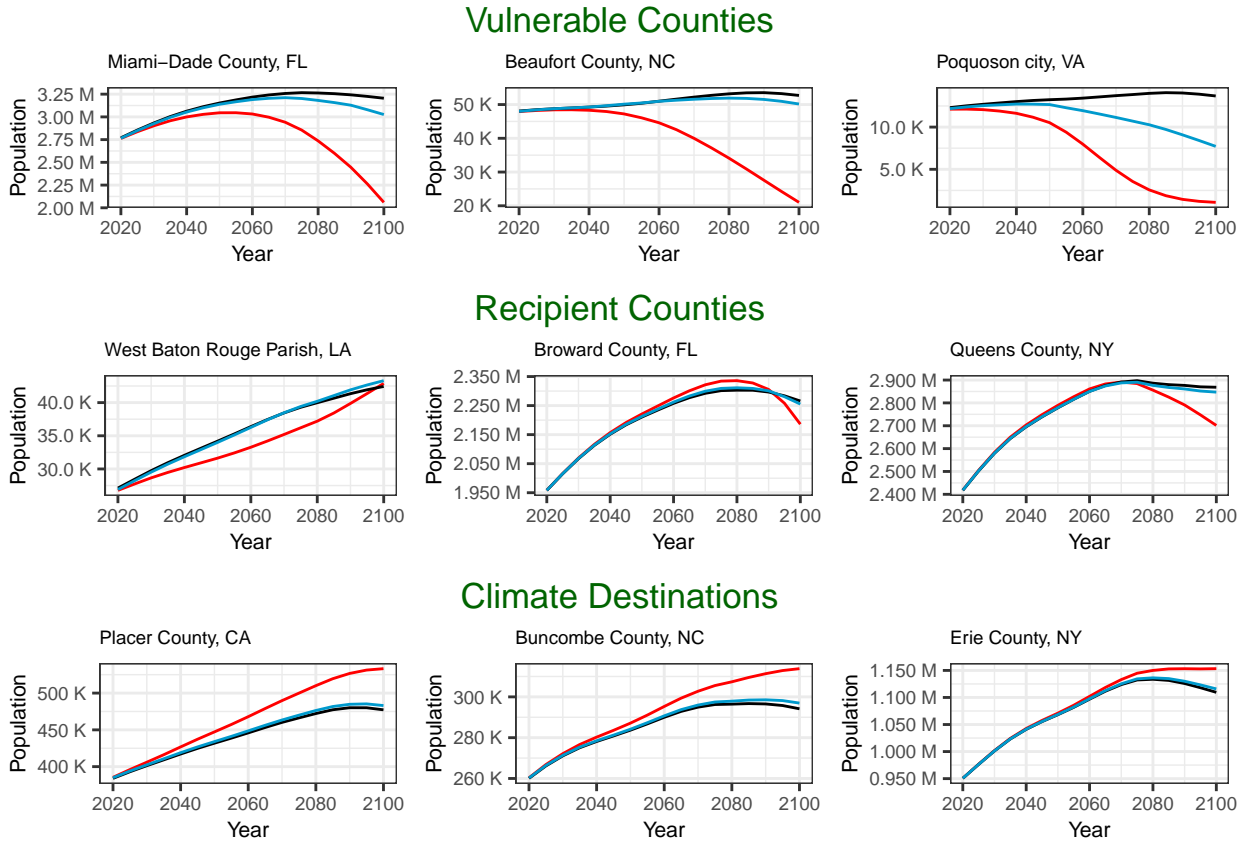 Vulnerable Counties
Miami−Dade County, FL
Beaufort County, NC
Poquoson city, VA
Population
3.25 M
3.00 M
2.75 M
2.50 M
2.25 M
2.00 M
2020 2040 2060 2080 2100
Year
Population
50 K
40 K
30 K
20 K
2020 2040 2060 2080 2100
Year
Population
10.0 K
5.0 K
2020 2040 2060 2080 2100
Year
Recipient Counties
West Baton Rouge Parish, LA
Broward County, FL
Queens County, NY
Population
40.0 K
35.0 K
30.0 K
2020 2040 2060 2080 2100
Year
Population
2.350 M
2.250 M
2.150 M
2.050 M
1.950 M
2020 2040 2060 2080 2100
Year
Population
2.900 M
2.800 M
2.700 M
2.600 M
2.500 M
2.400 M
2020 2040 2060 2080 2100
Year
Climate Destinations
Placer County, CA
Buncombe County, NC
Erie County, NY
Population
500 K
450 K
400 K
2020 2040 2060 2080 2100
Year
Population
300 K
280 K
260 K
2020 2040 2060 2080 2100
Year
Population
1.150 M
1.100 M
1.050 M
1.000 M
0.950 M
2020 2040 2060 2080 2100
Year